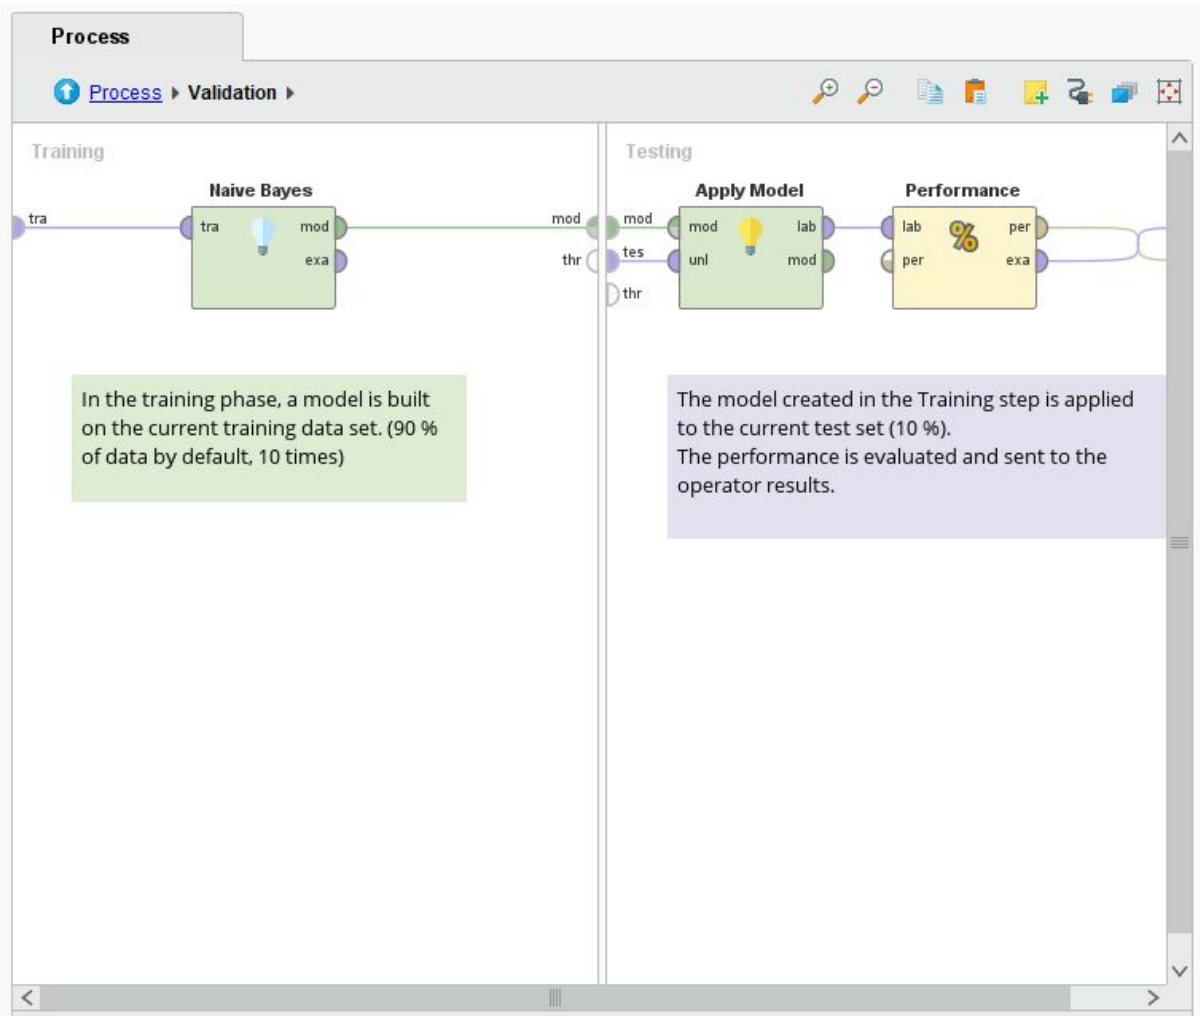 Process
Process Validation
Training
Testing
Naive Bayes
Apply Model
Performance
tra
tra
mod
exa
mod
thr
mod
tes
thr
mod
unl
lab
mod
lab
per
%
per
exa
In the training phase, a model is built
on the current training data set. (90 %
of data by default, 10 times)
The model created in the Training step is applied
to the current test set (10 %).
The performance is evaluated and sent to the
operator results.